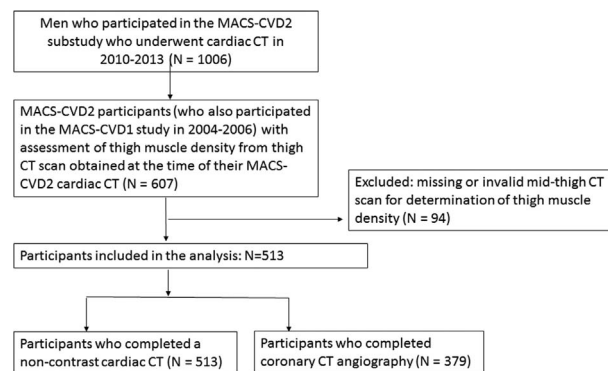 Men who participated in the MACS-CVD2
substudy who underwent cardiac CT in
2010-2013 (N = 1006)
MACS-CVD2 participants (who also participated
in the MACS-CVD1 study in 2004-2006) with
assessment of thigh muscle density from thigh
CT scan obtained at the time of their MACS-
CVD2 cardiac CT (N = 607)
Excluded: missing or invalid mid-thigh CT
scan for determination of thigh muscle
density (N = 94)
Participants included in the analysis: N=513
Participants who completed a
non-contrast cardiac CT (N = 513)
Participants who completed
coronary CT angiography (N = 379)